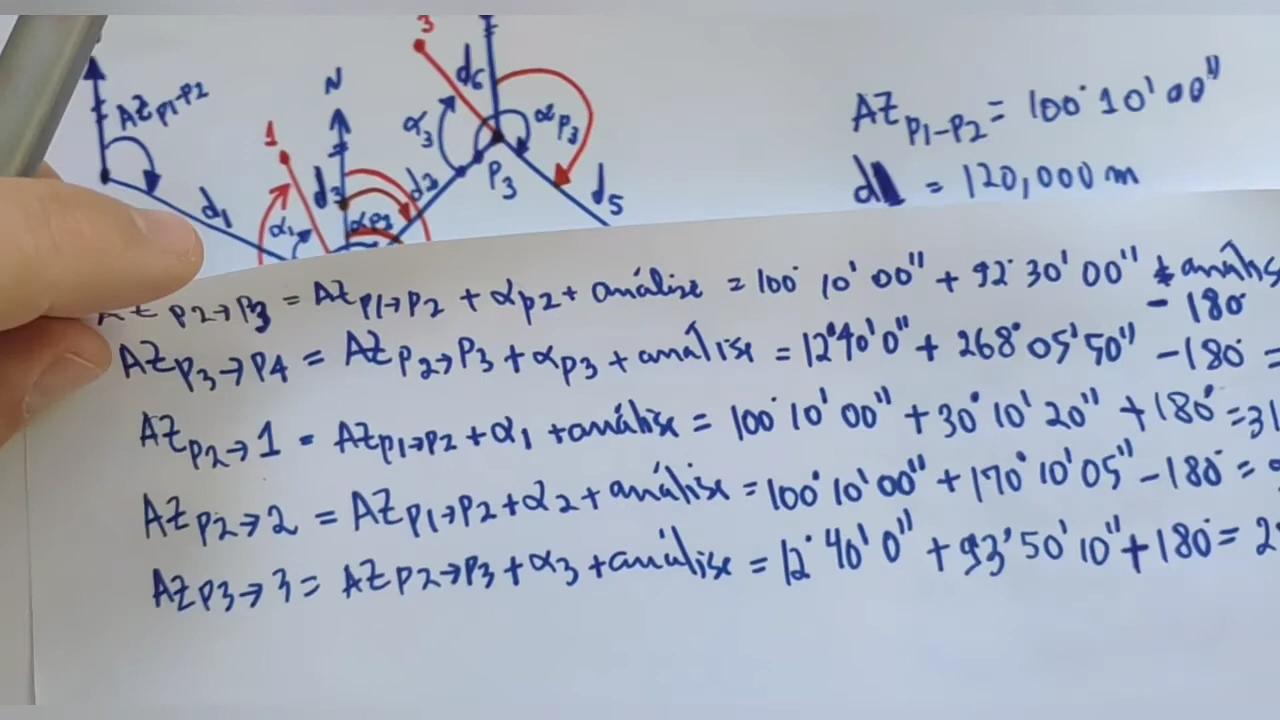 3
N
AZ P1-P2
d6
α3
αP3
1
d3
d2
P3
d5
d1
α1
αP2
AZ P1-P2 = 100° 10' 00"
d1 = 120,000 m
P2→P3 = AZ P1→P2 + αP2 + análise = 100° 10' 00" + 92° 30' 00" + análise
- 180°
AZ P3→P4 = AZ P2→P3 + αP3 + análise = 12° 40' 0" + 268° 05' 50" - 180° =
AZ P2→1 = AZ P1→P2 + α1 + análise = 100° 10' 00" + 30° 10' 20" + 180° = 31
AZ P2→2 = AZ P1→P2 + α2 + análise = 100° 10' 00" + 170° 10' 05" - 180° =
AZ P3→3 = AZ P2→P3 + α3 + análise = 12° 40' 0" + 93° 50' 10" + 180° = 2